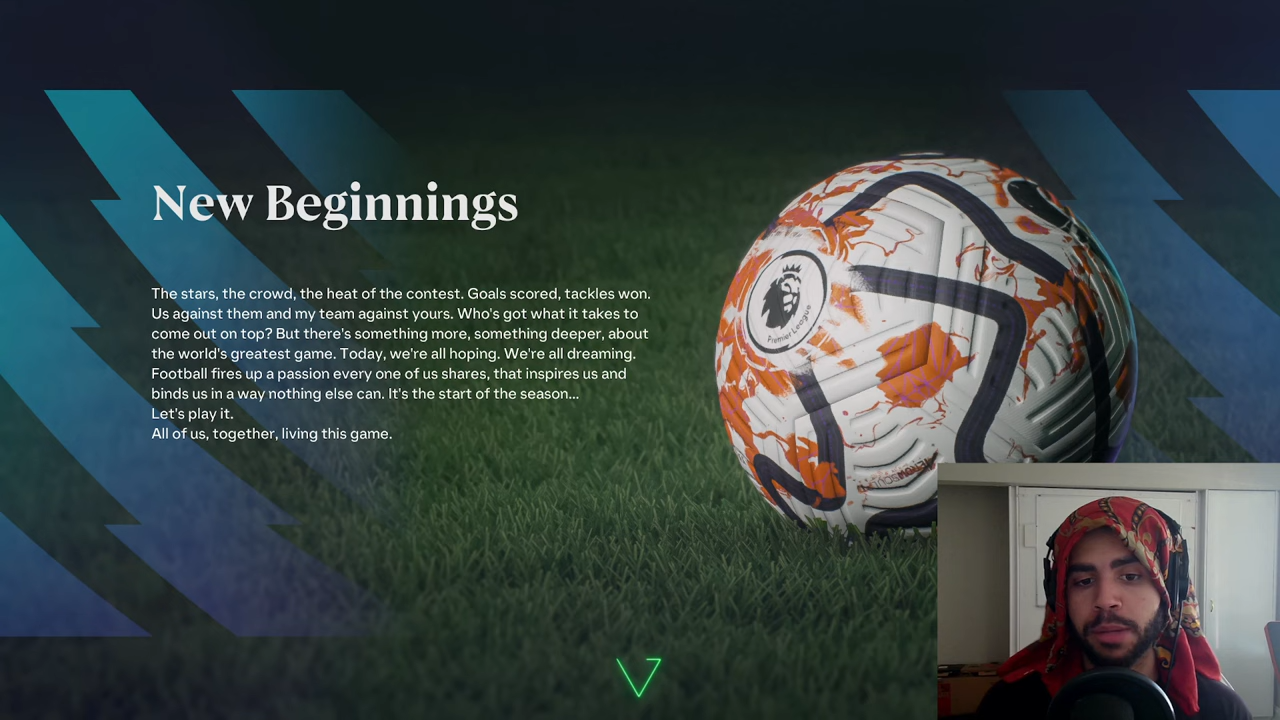 New Beginnings
The stars, the crowd, the heat of the contest. Goals scored, tackles won.
Us against them and my team against yours. Who's got what it takes to
come out on top? But there's something more, something deeper, about
the world's greatest game. Today, we're all hoping. We're all dreaming.
Football fires up a passion every one of us shares, that inspires us and
binds us in a way nothing else can. It's the start of the season...
Let's play it.
All of us, together, living this game.
Premier League